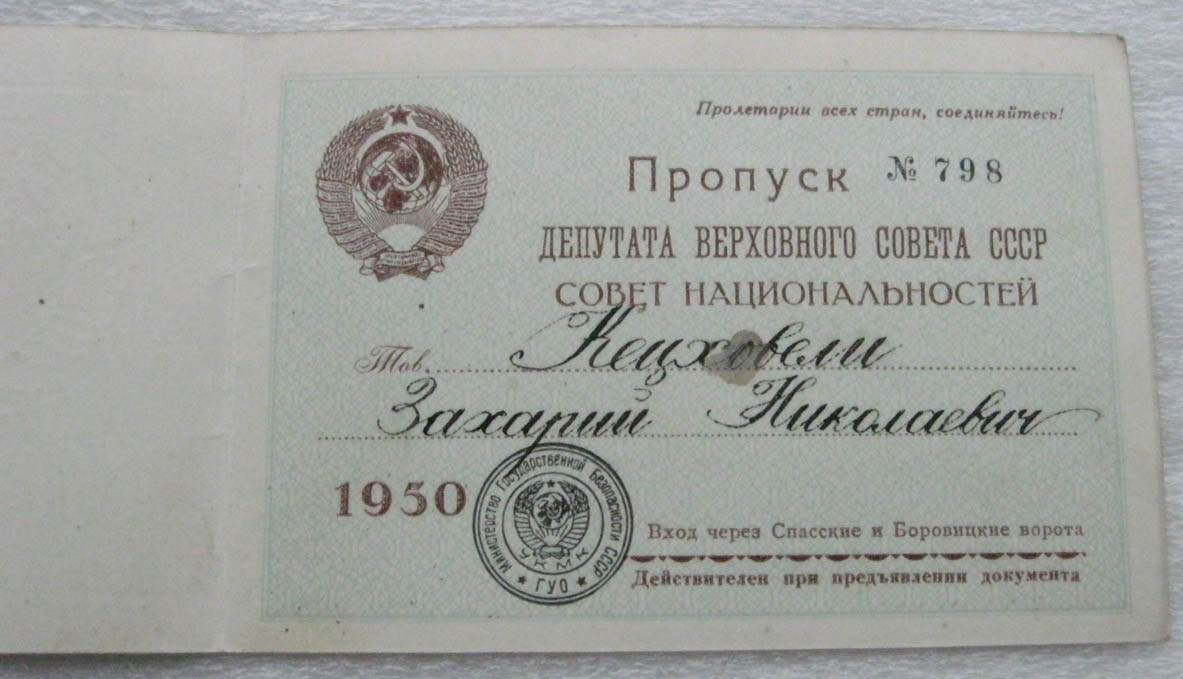 Пролетарии всех стран, соединяйтесь!
Пропуск № 798
ДЕПУТАТА ВЕРХОВНОГО СОВЕТА СССР
СОВЕТ НАЦИОНАЛЬНОСТЕЙ
Тов. Кецховели
Захарий Николаевич
1950
Министерство Государственной Безопасности СССР
УКМК
★ ГУО ★
Вход через Спасские и Боровицкие ворота
Действителен при предъявлении документа